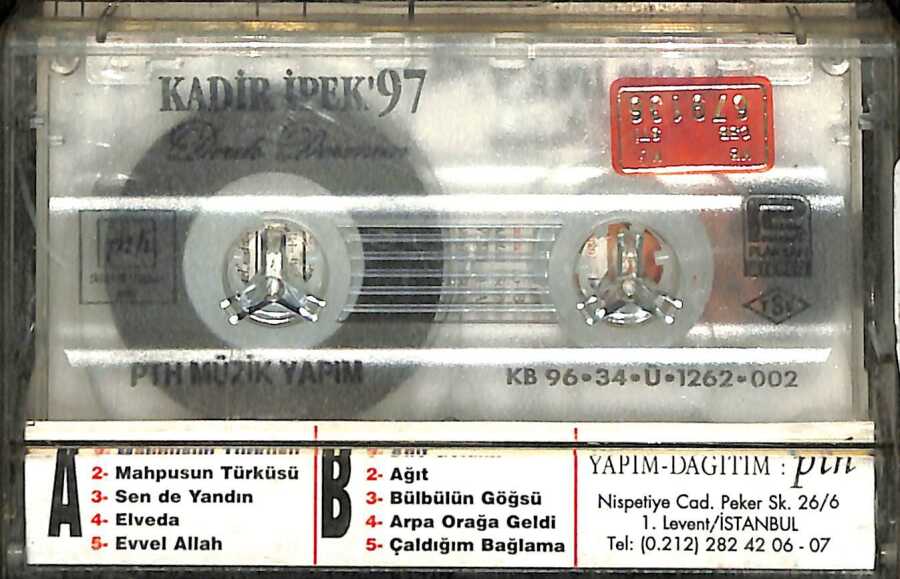 KADİR İPEK'97
679136
pth
TSE
PTH MÜZİK YAPIM
KB 96•34•U•1262•002
A
2- Mahpusun Türküsü
3- Sen de Yandın
4- Elveda
5- Evvel Allah
B
2- Ağıt
3- Bülbülün Göğsü
4- Arpa Orağa Geldi
5- Çaldığım Bağlama
YAPIM-DAĞITIM : pth
Nispetiye Cad. Peker Sk. 26/6
1. Levent/İSTANBUL
Tel: (0.212) 282 42 06 - 07